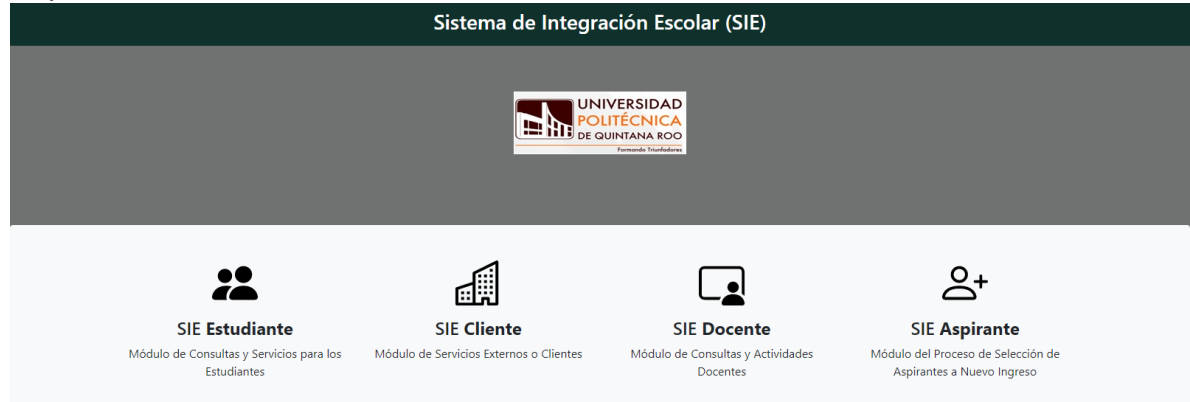 Sistema de Integración Escolar (SIE)
UNIVERSIDAD
POLITÉCNICA
DE QUINTANA ROO
Formando Triunfadores
SIE Estudiante
Módulo de Consultas y Servicios para los
Estudiantes
SIE Cliente
Módulo de Servicios Externos o Clientes
SIE Docente
Módulo de Consultas y Actividades
Docentes
SIE Aspirante
Módulo del Proceso de Selección de
Aspirantes a Nuevo Ingreso